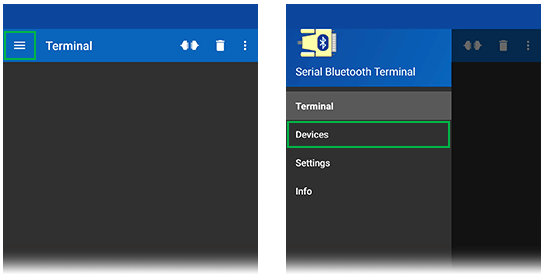 Terminal
Serial Bluetooth Terminal
Terminal
Devices
Settings
Info